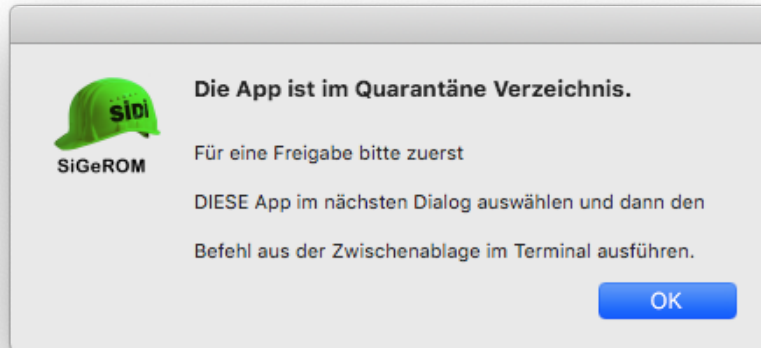 Die App ist im Quarantäne Verzeichnis.
SiDi
SiGeROM
Für eine Freigabe bitte zuerst
DIESE App im nächsten Dialog auswählen und dann den
Befehl aus der Zwischenablage im Terminal ausführen.
OK